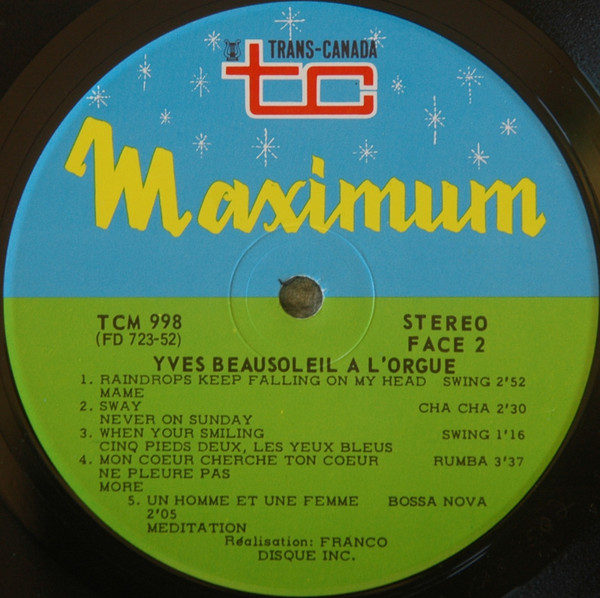 TRANS-CANADA
tc
Maximum
TCM 998
(FD 723-52)
STEREO
FACE 2
YVES BEAUSOLEIL A L'ORGUE
1. RAINDROPS KEEP FALLING ON MY HEAD SWING 2'52
MAME
2. SWAY CHA CHA 2'30
NEVER ON SUNDAY
3. WHEN YOUR SMILING SWING 1'16
CINQ PIEDS DEUX, LES YEUX BLEUS
4. MON COEUR CHERCHE TON COEUR RUMBA 3'37
NE PLEURE PAS
MORE
5. UN HOMME ET UNE FEMME BOSSA NOVA
2'05
MEDITATION
Réalisation: FRANCO
DISQUE INC.